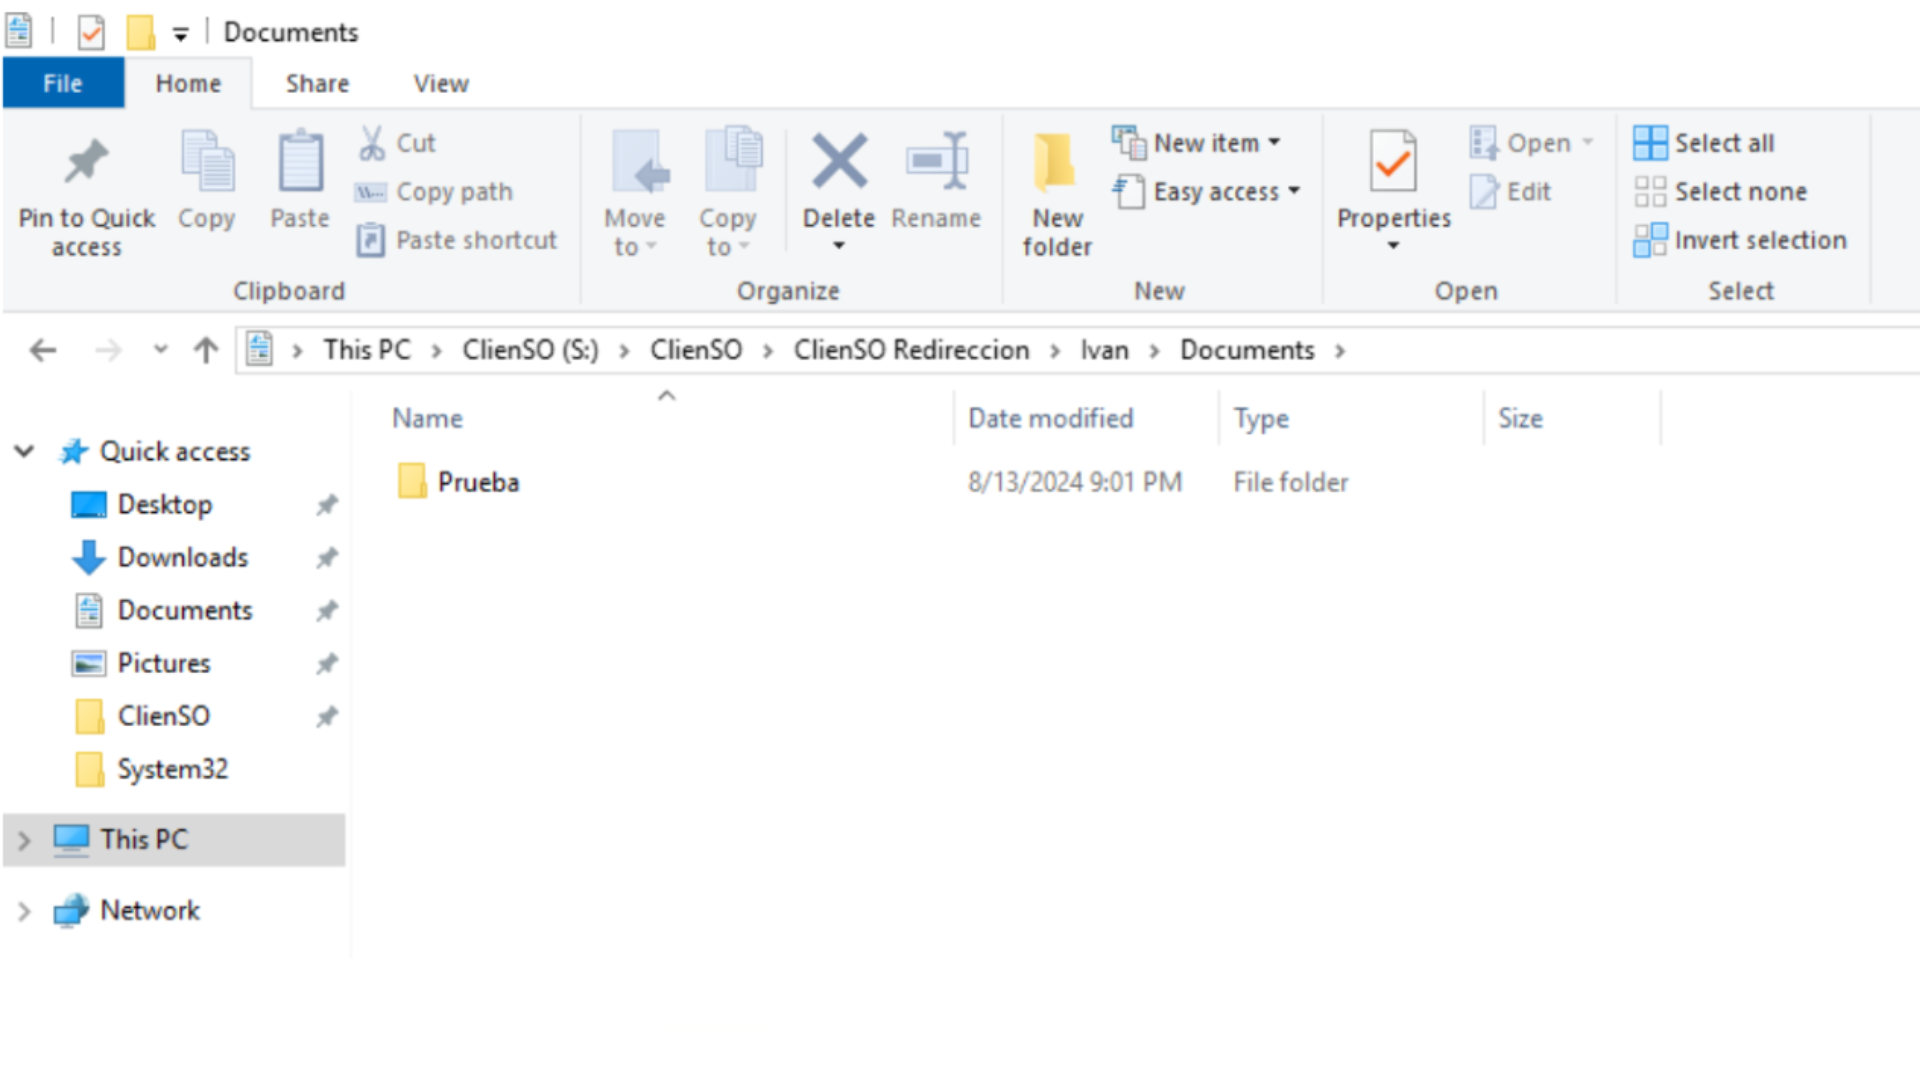 Documents
File Home Share View
Pin to Quick access
Copy
Paste
Cut
Copy path
Paste shortcut
Clipboard
Move to
Copy to
Delete
Rename
Organize
New folder
New item
Easy access
New
Properties
Open
Edit
Open
Select all
Select none
Invert selection
Select
This PC > ClienSO (S:) > ClienSO > ClienSO Redireccion > Ivan > Documents >
Name Date modified Type Size
Prueba 8/13/2024 9:01 PM File folder
Quick access
Desktop
Downloads
Documents
Pictures
ClienSO
System32
This PC
Network